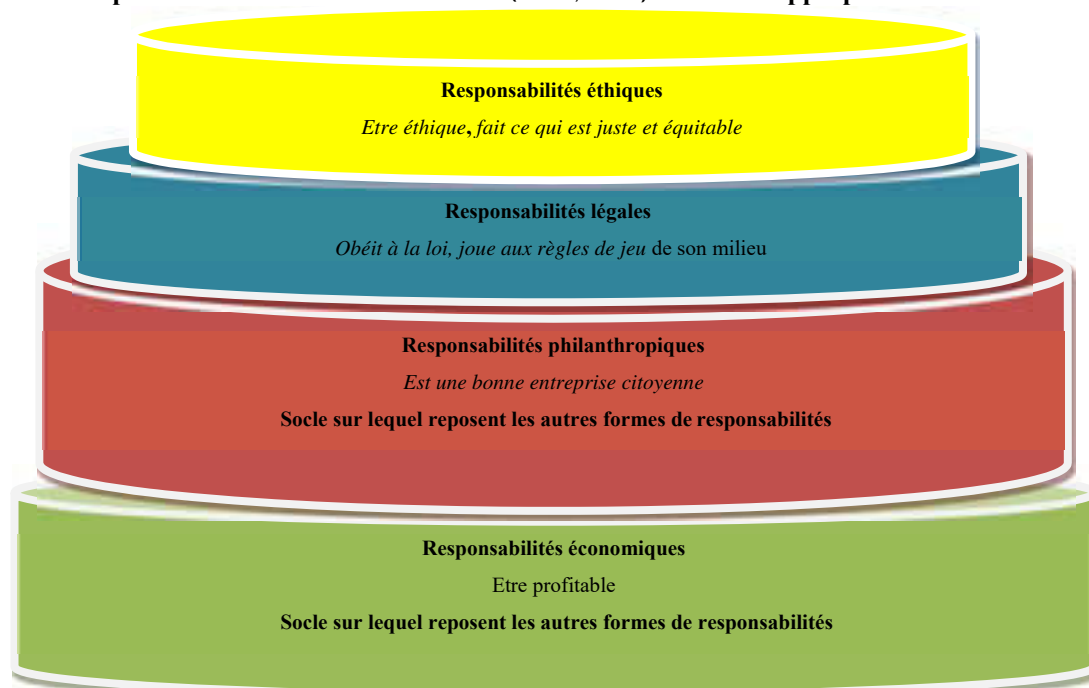 Responsabilités éthiques
Etre éthique, fait ce qui est juste et équitable
Responsabilités légales
Obéit à la loi, joue aux règles de jeu de son milieu
Responsabilités philanthropiques
Est une bonne entreprise citoyenne
Socle sur lequel reposent les autres formes de responsabilités
Responsabilités économiques
Etre profitable
Socle sur lequel reposent les autres formes de responsabilités